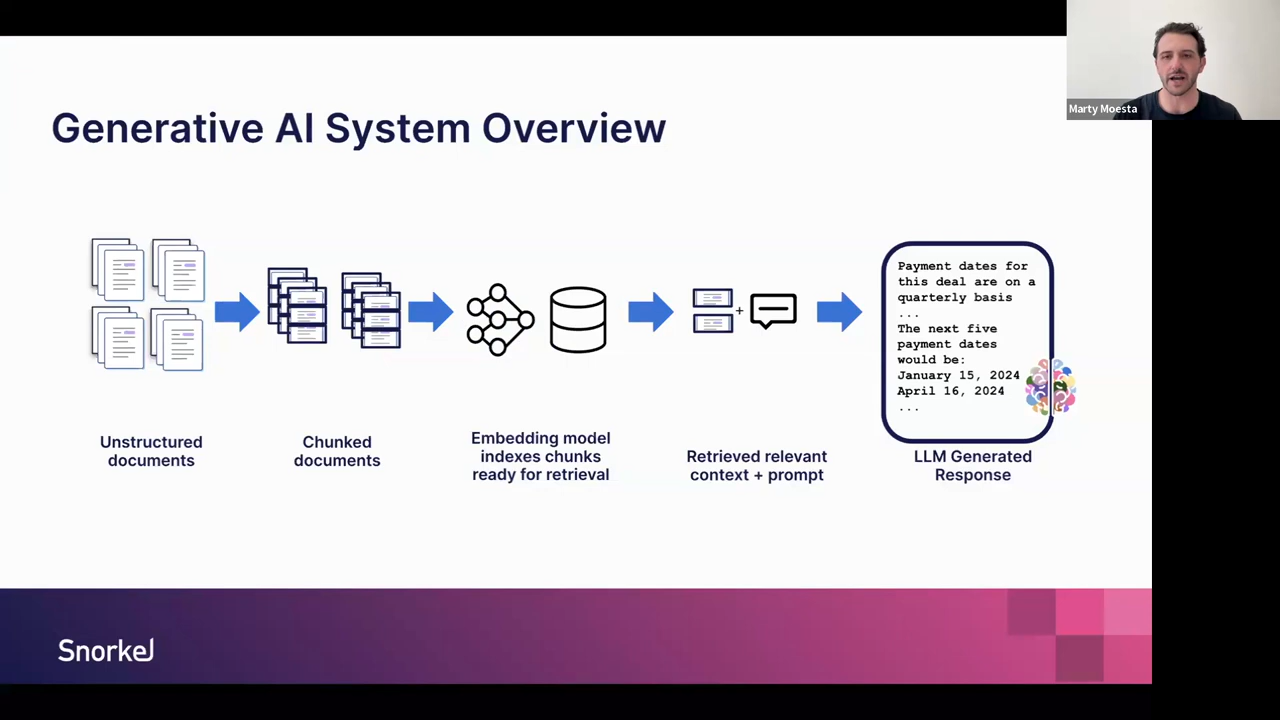 Marty Moesta
Generative AI System Overview
Payment dates for
this deal are on a
quarterly basis
...
The next five
payment dates
would be:
January 15, 2024
April 16, 2024
...
+
Unstructured
documents
Chunked
documents
Embedding model
indexes chunks
ready for retrieval
Retrieved relevant
context + prompt
LLM Generated
Response
Snorkel